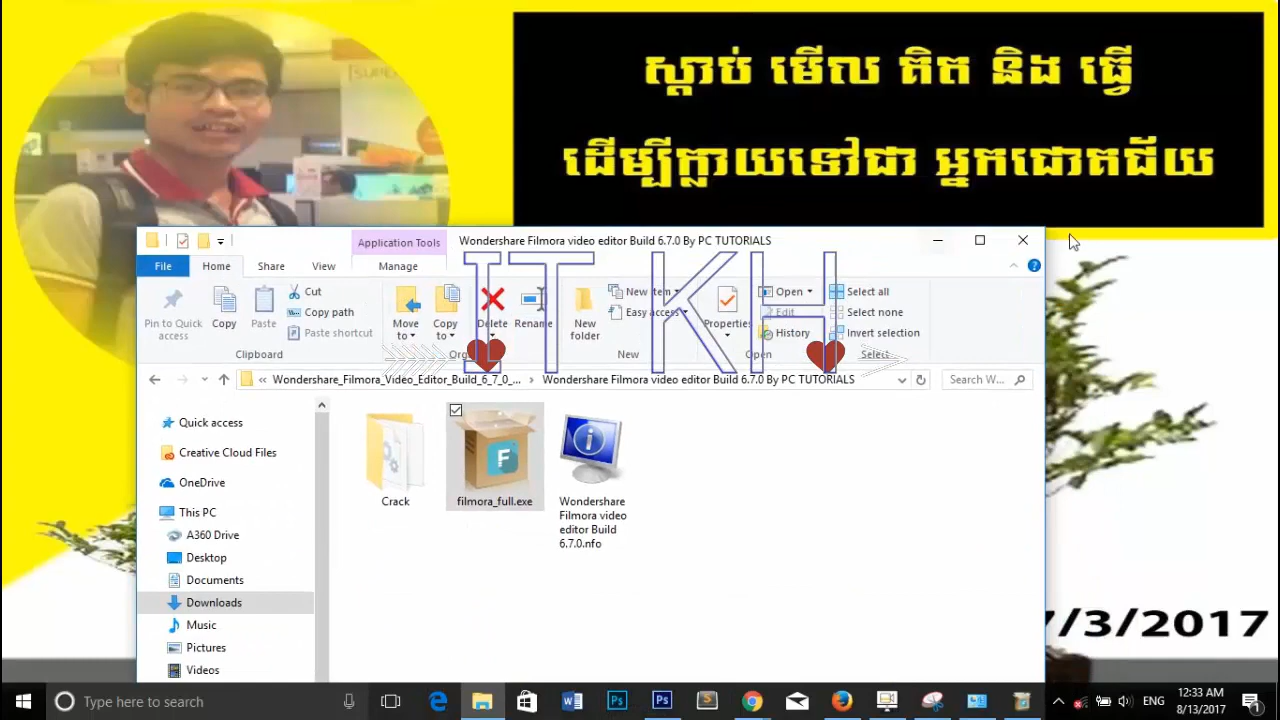 ស្ដាប់ មើល គិត និង ធ្វើ
ដើម្បីក្លាយទៅជា អ្នកជោគជ័យ
Application Tools
Wondershare Filmora video editor Build 6.7.0 By PC TUTORIALS
File
Home
Share
View
Manage
IT KH
Pin to Quick access
Copy
Paste
Cut
Copy path
Paste shortcut
Clipboard
Move to
Copy to
Delete
Rename
New folder
New item
Easy access
New
Properties
Open
Edit
History
Open
Select all
Select none
Invert selection
Select
« Wondershare_Filmora_Video_Editor_Build_6_7_0_... › Wondershare Filmora video editor Build 6.7.0 By PC TUTORIALS
Search W...
Quick access
Creative Cloud Files
OneDrive
This PC
A360 Drive
Desktop
Documents
Downloads
Music
Pictures
Videos
Crack
filmora_full.exe
Wondershare
Filmora video
editor Build
6.7.0.nfo
7/3/2017
Type here to search
ENG
12:33 AM
8/13/2017